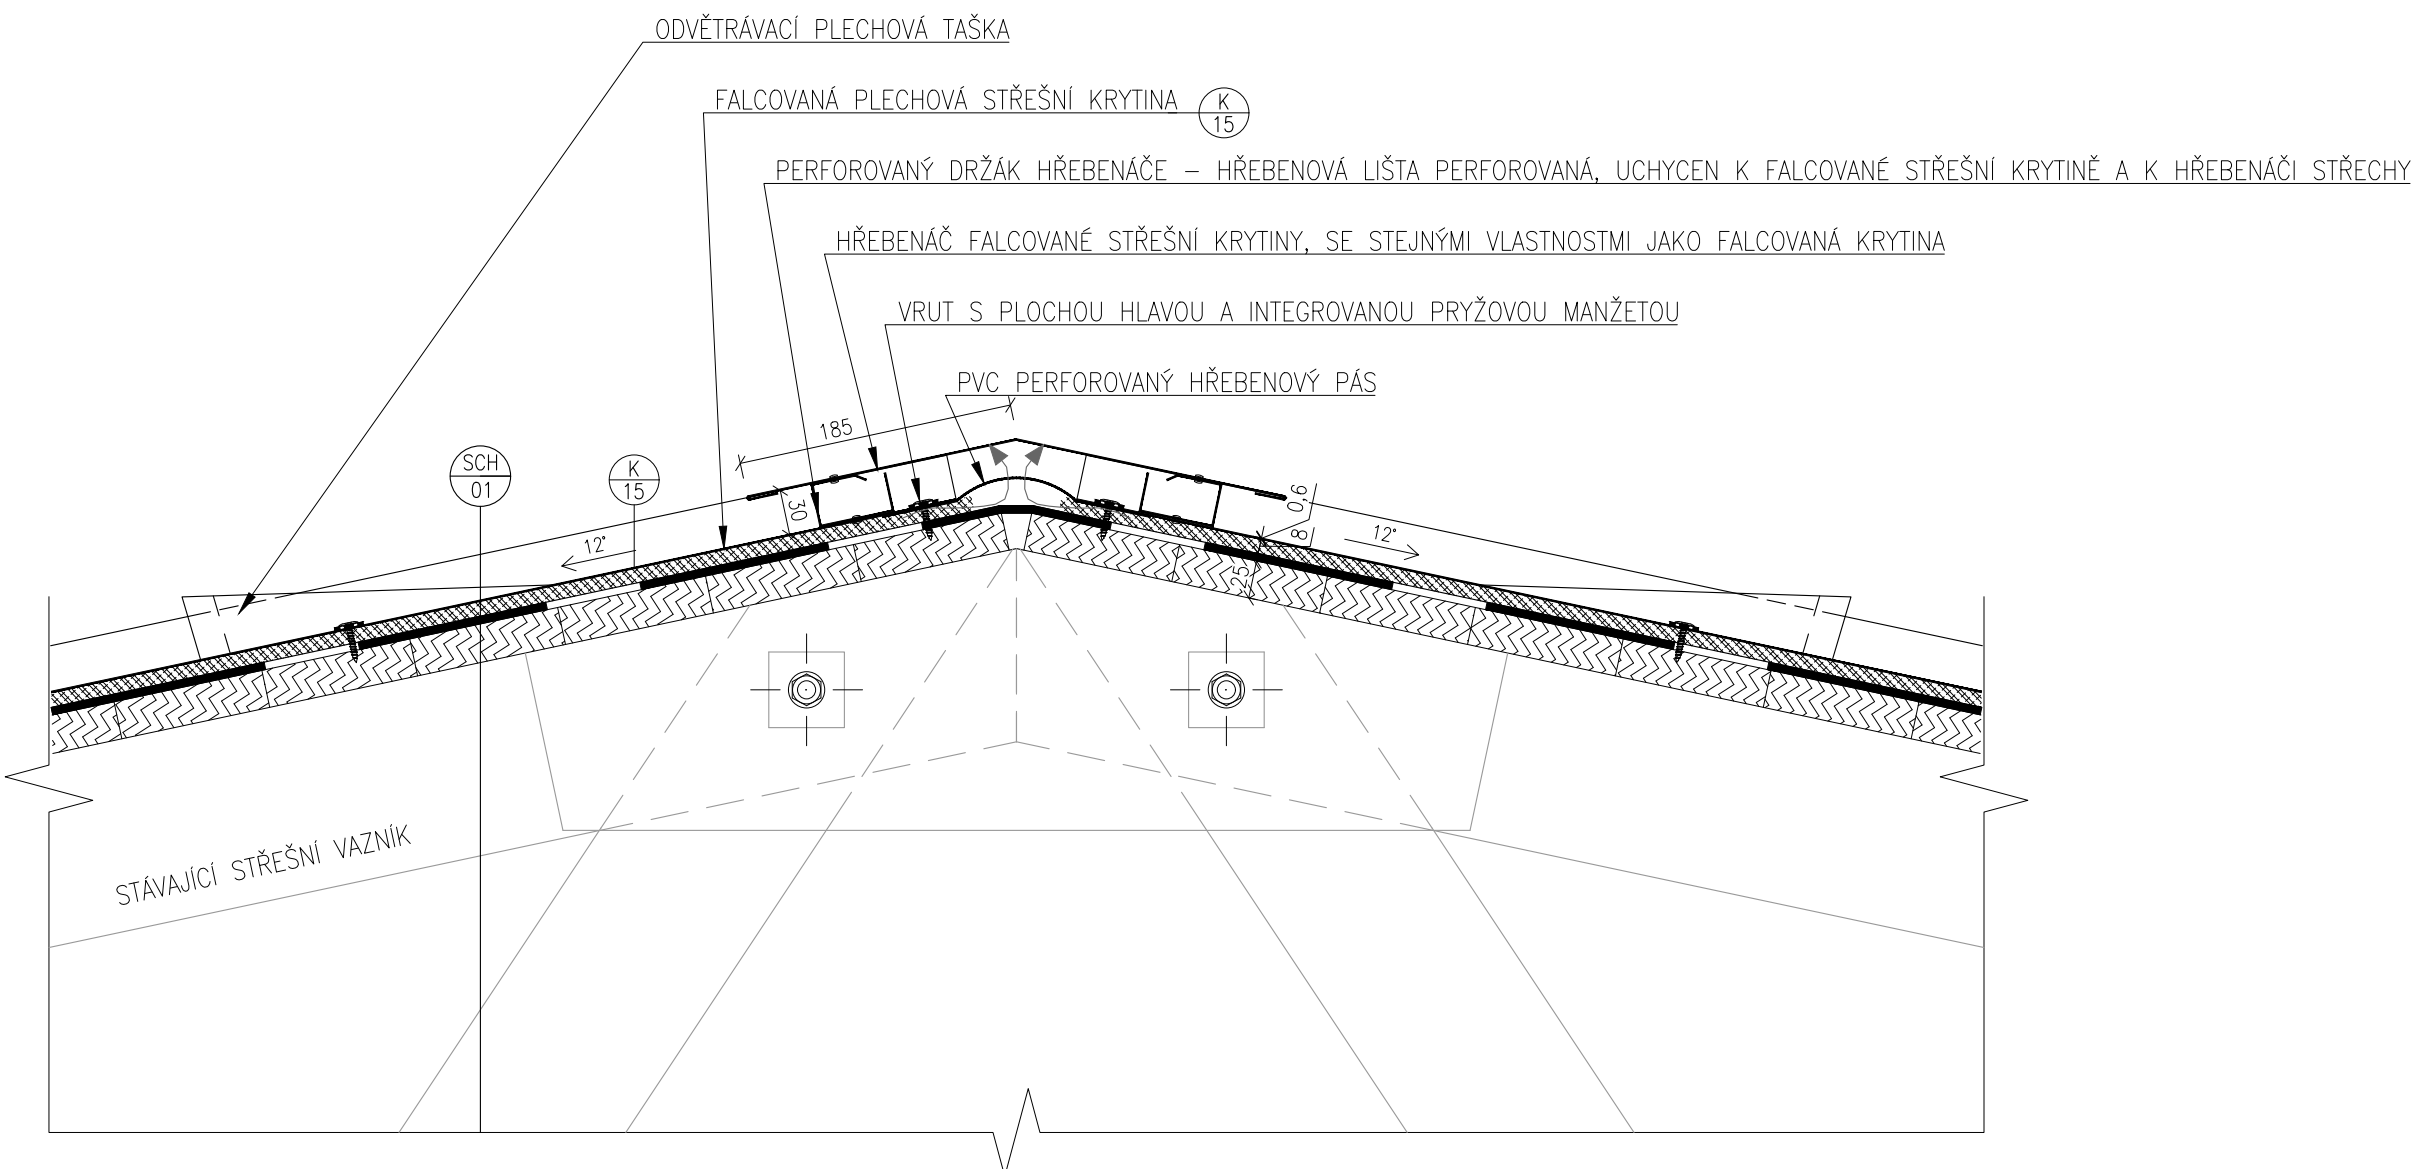 ODVĚTRÁVACÍ PLECHOVÁ TAŠKA
FALCOVANÁ PLECHOVÁ STŘEŠNÍ KRYTINA
K
15
PERFOROVANÝ DRŽÁK HŘEBENÁČE – HŘEBENOVÁ LIŠTA PERFOROVANÁ, UCHYCEN K FALCOVANÉ STŘEŠNÍ KRYTINĚ A K HŘEBENÁČI STŘECHY
HŘEBENÁČ FALCOVANÉ STŘEŠNÍ KRYTINY, SE STEJNÝMI VLASTNOSTMI JAKO FALCOVANÁ KRYTINA
VRUT S PLOCHOU HLAVOU A INTEGROVANOU PRYŽOVOU MANŽETOU
PVC PERFOROVANÝ HŘEBENOVÝ PÁS
185
SCH
01
K
15
30
0,6
8
12°
12°
25
STÁVAJÍCÍ STŘEŠNÍ VAZNÍK